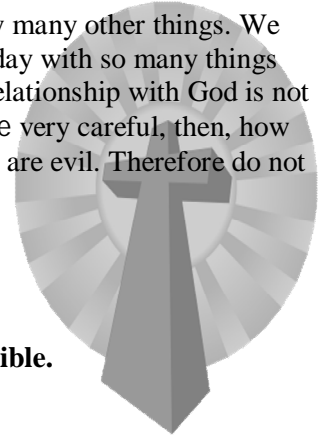 many other things. We
day with so many things
elationship with God is not
e very careful, then, how
are evil. Therefore do not
ible.